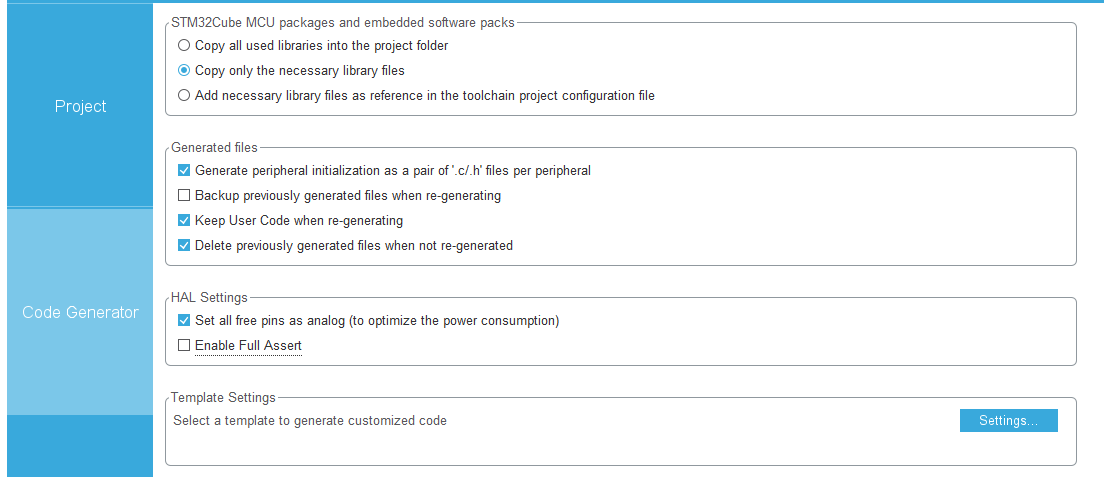 STM32Cube MCU packages and embedded software packs
Copy all used libraries into the project folder
Copy only the necessary library files
Add necessary library files as reference in the toolchain project configuration file
Project
Generated files
Generate peripheral initialization as a pair of '.c/.h' files per peripheral
Backup previously generated files when re-generating
Keep User Code when re-generating
Delete previously generated files when not re-generated
Code Generator
HAL Settings
Set all free pins as analog (to optimize the power consumption)
Enable Full Assert
Template Settings
Select a template to generate customized code
Settings...